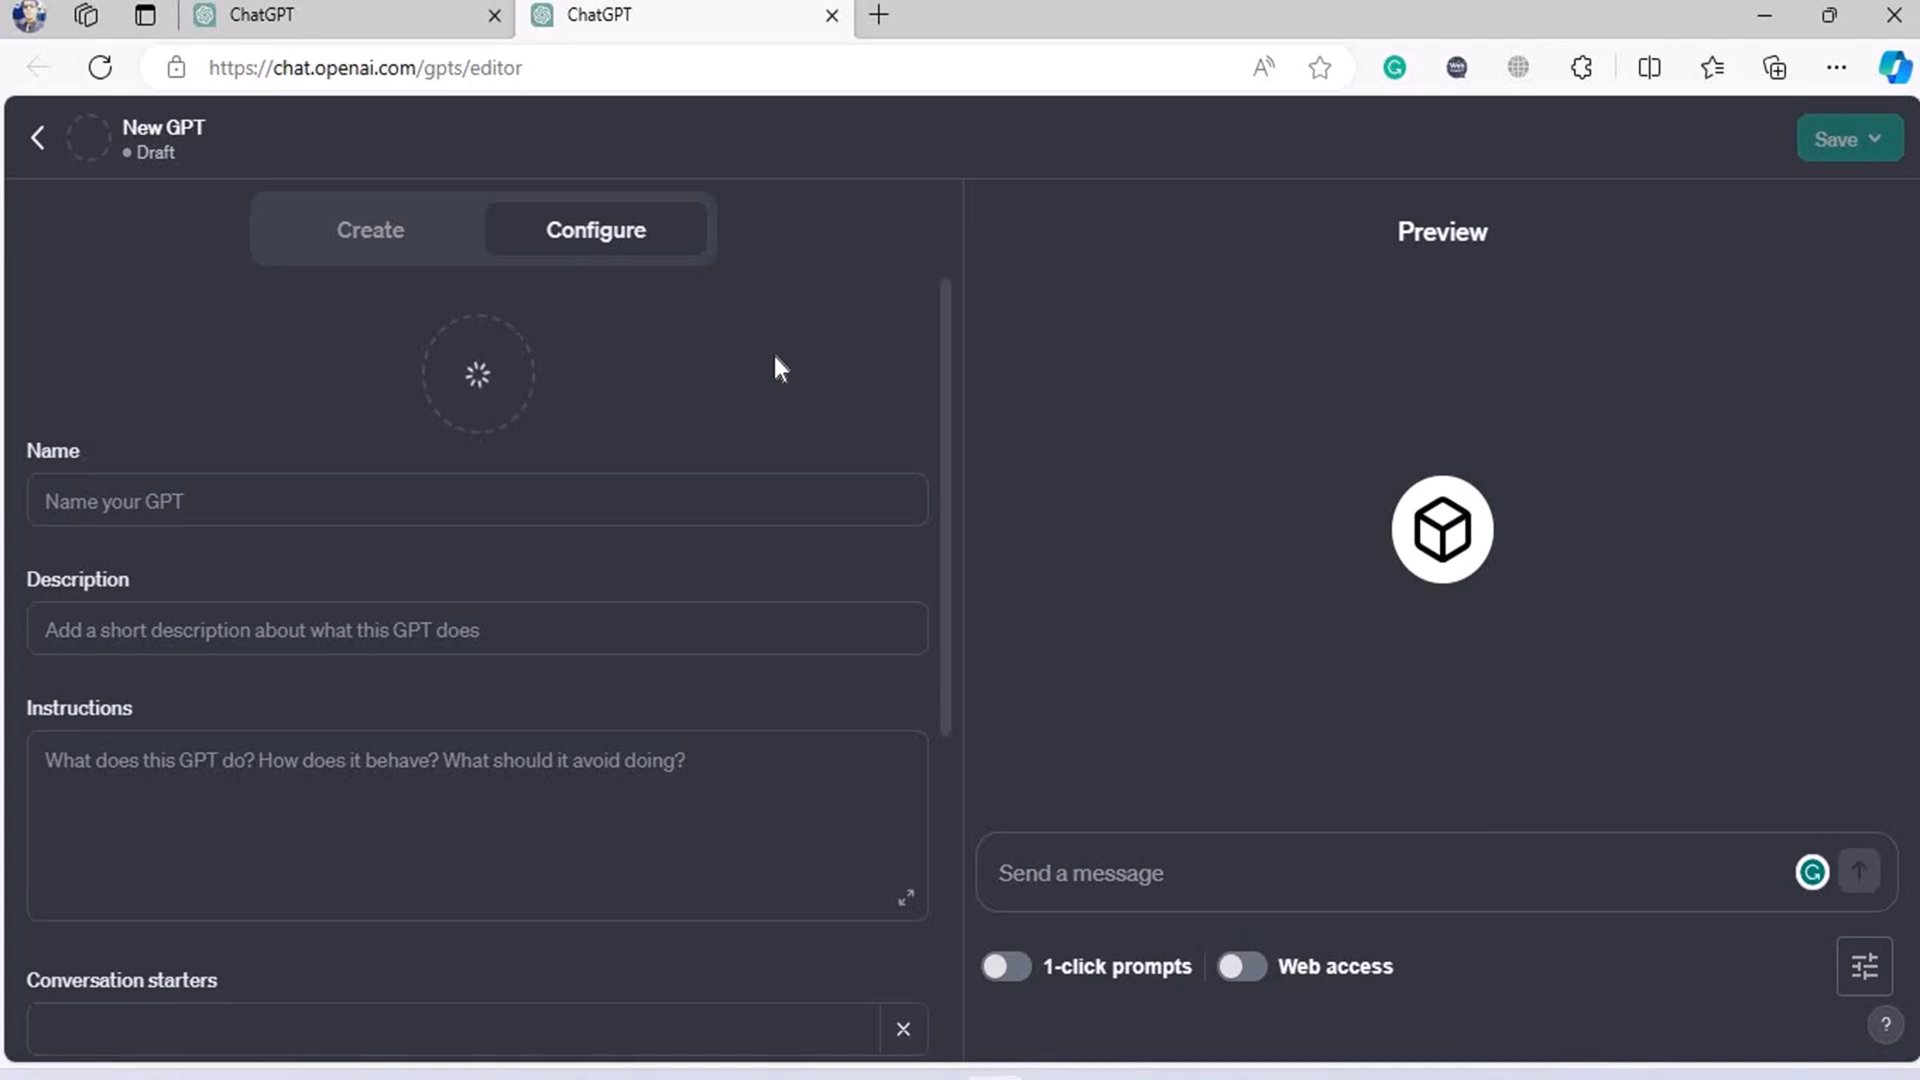 ChatGPT
ChatGPT
https://chat.openai.com/gpts/editor
New GPT
Draft
Save
Create
Configure
Preview
Name
Name your GPT
Description
Add a short description about what this GPT does
Instructions
What does this GPT do? How does it behave? What should it avoid doing?
Send a message
1-click prompts
Web access
Conversation starters
?